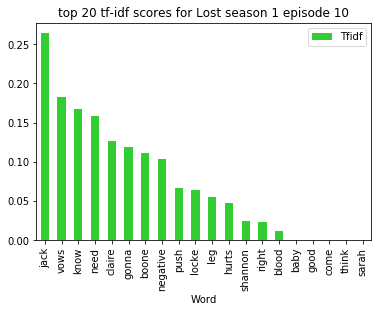 top 20 tf-idf scores for Lost season 1 episode 10
Tfidf
0.25
0.20
0.15
0.10
0.05
0.00
jack
vows
know
need
claire
gonna
boone
negative
push
locke
leg
hurts
shannon
right
blood
baby
good
come
think
sarah
Word